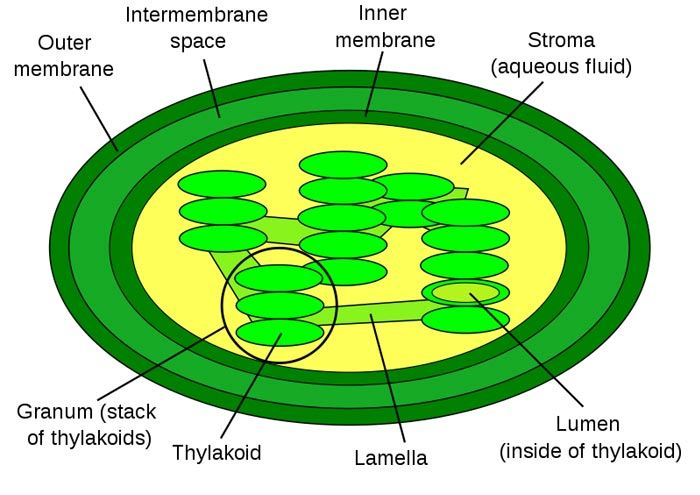 Outer
membrane
Intermembrane
space
Inner
membrane
Stroma
(aqueous fluid)
Granum (stack
of thylakoids)
Thylakoid
Lamella
Lumen
(inside of thylakoid)